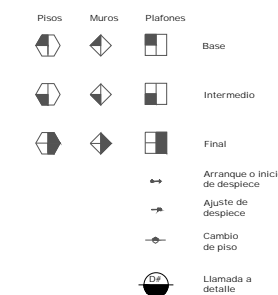 Pisos Muros Plafones
Base
Intermedio
Final
Arranque o inici
de despiece
Ajuste de
despiece
Cambio
de piso
D#
Llamada a
detalle